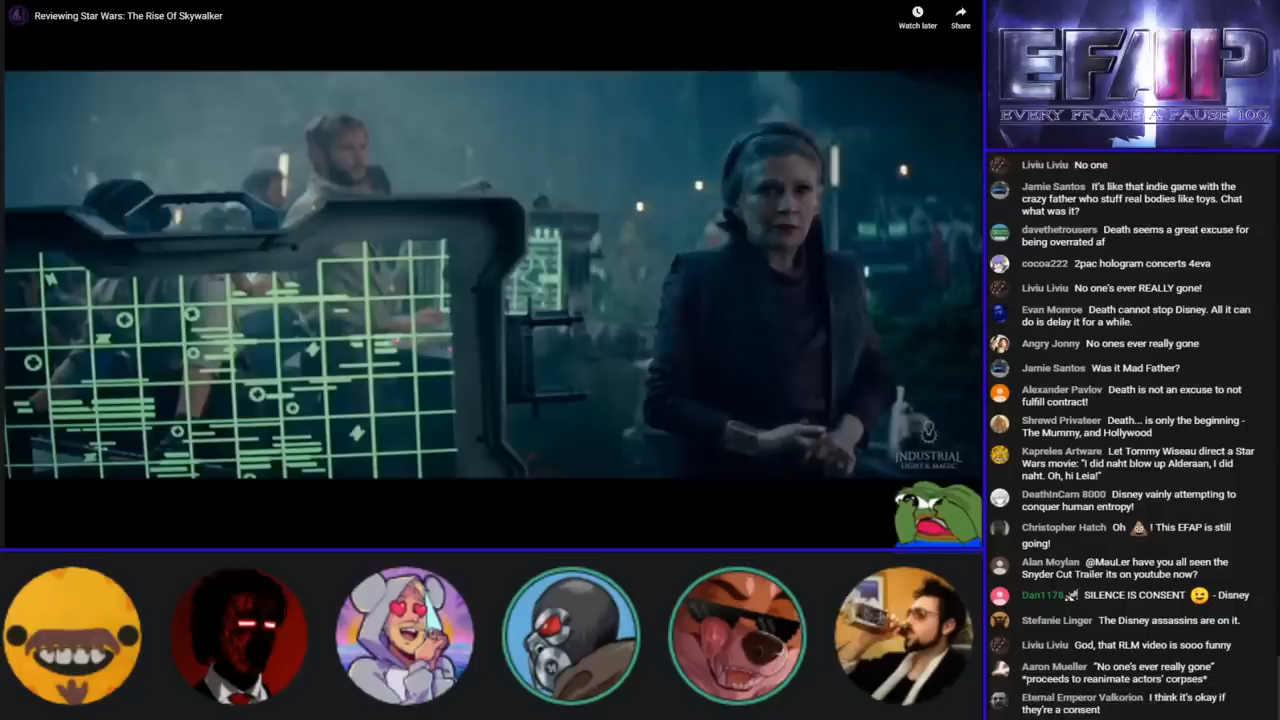 Reviewing Star Wars: The Rise Of Skywalker
Watch later
Share
INDUSTRIAL
LIGHT & MAGIC
EFAP
EVERY FRAME A PAUSE 100
Liviu Liviu No one
Jamie Santos It's like that indie game with the
crazy father who stuff real bodies like toys. Chat
what was it?
davethetrousers Death seems a great excuse for
being overrated af
cocoa222 2pac hologram concerts 4eva
Liviu Liviu No one's ever REALLY gone!
Evan Monroe Death cannot stop Disney. All it can
do is delay it for a while.
Angry Jonny No ones ever really gone
Jamie Santos Was it Mad Father?
Alexander Pavlov Death is not an excuse to not
fulfill contract!
Shrewd Privateer Death... is only the beginning -
The Mummy, and Hollywood
Kapreles Artware Let Tommy Wiseau direct a Star
Wars movie: "I did naht blow up Alderaan, I did
naht. Oh, hi Leia!"
DeathInCarn 8000 Disney vainly attempting to
conquer human entropy!
Christopher Hatch Oh 💩 ! This EFAP is still
going!
Alan Moylan @MauLer have you all seen the
Snyder Cut Trailer its on youtube now?
Dan1178 SILENCE IS CONSENT 😉 - Disney
Stefanie Linger The Disney assassins are on it.
Liviu Liviu God, that RLM video is sooo funny
Aaron Mueller "No one's ever really gone"
*proceeds to reanimate actors' corpses*
Eternal Emperor Valkorion I think it's okay if
they're a consent